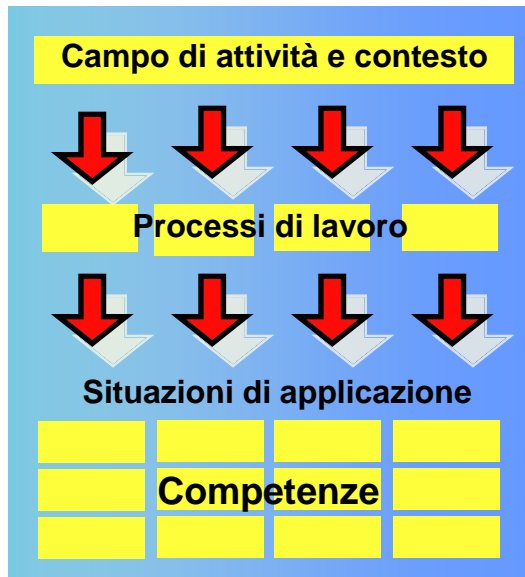 Campo di attività e contesto
Processi di lavoro
Situazioni di applicazione
Competenze